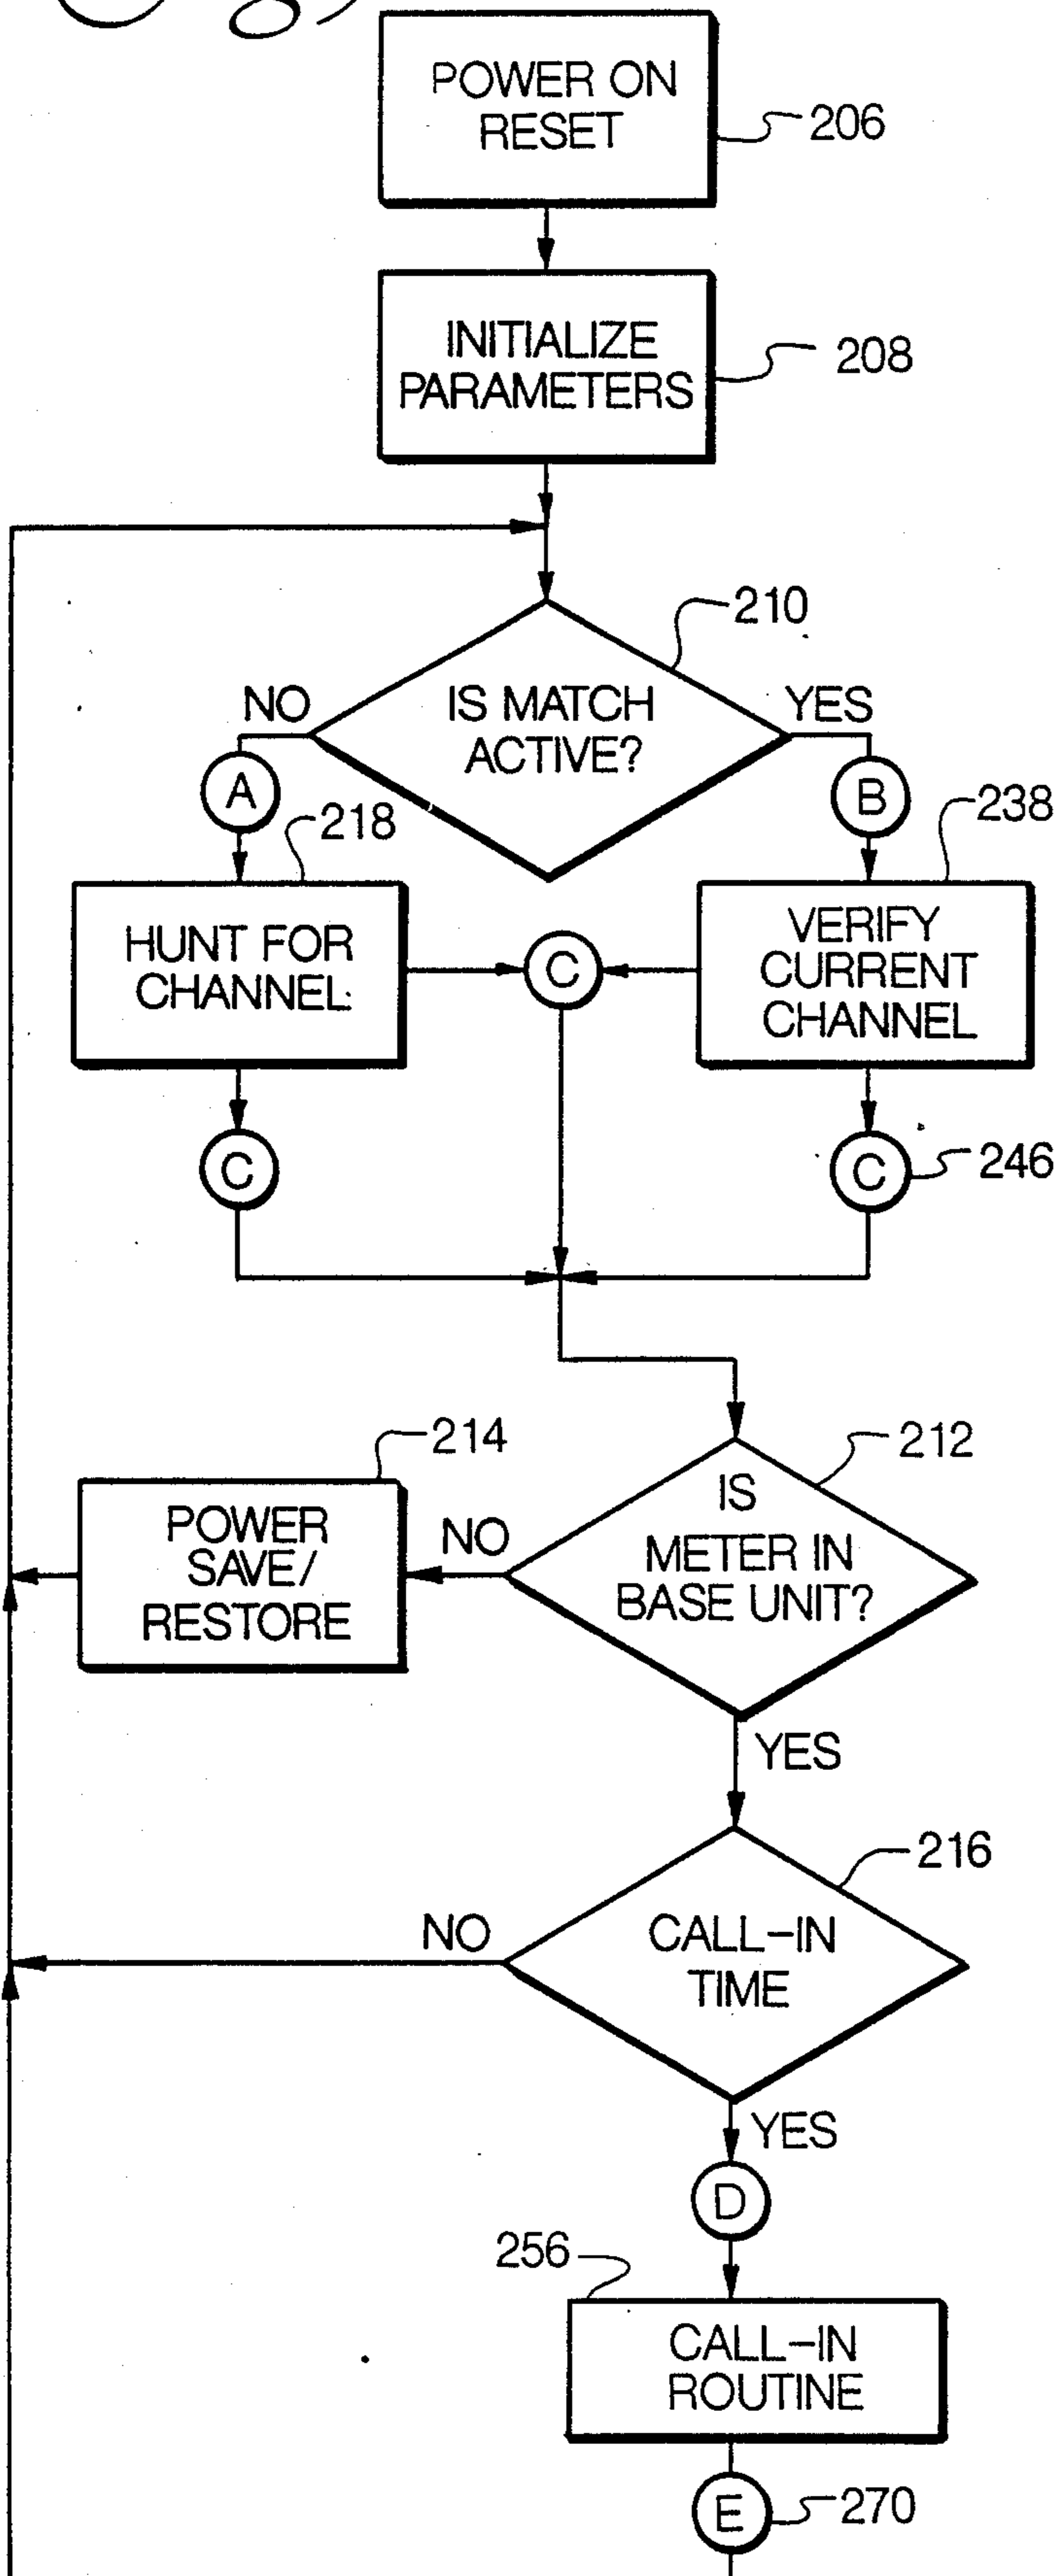 POWER ON
RESET
206
INITIALIZE
PARAMETERS
208
210
IS MATCH
ACTIVE?
NO
YES
A
B
218
238
HUNT FOR
CHANNEL
C
VERIFY
CURRENT
CHANNEL
C
C
246
214
212
POWER
SAVE/
RESTORE
NO
IS
METER IN
BASE UNIT?
YES
216
NO
CALL-IN
TIME
YES
D
256
CALL-IN
ROUTINE
E
270